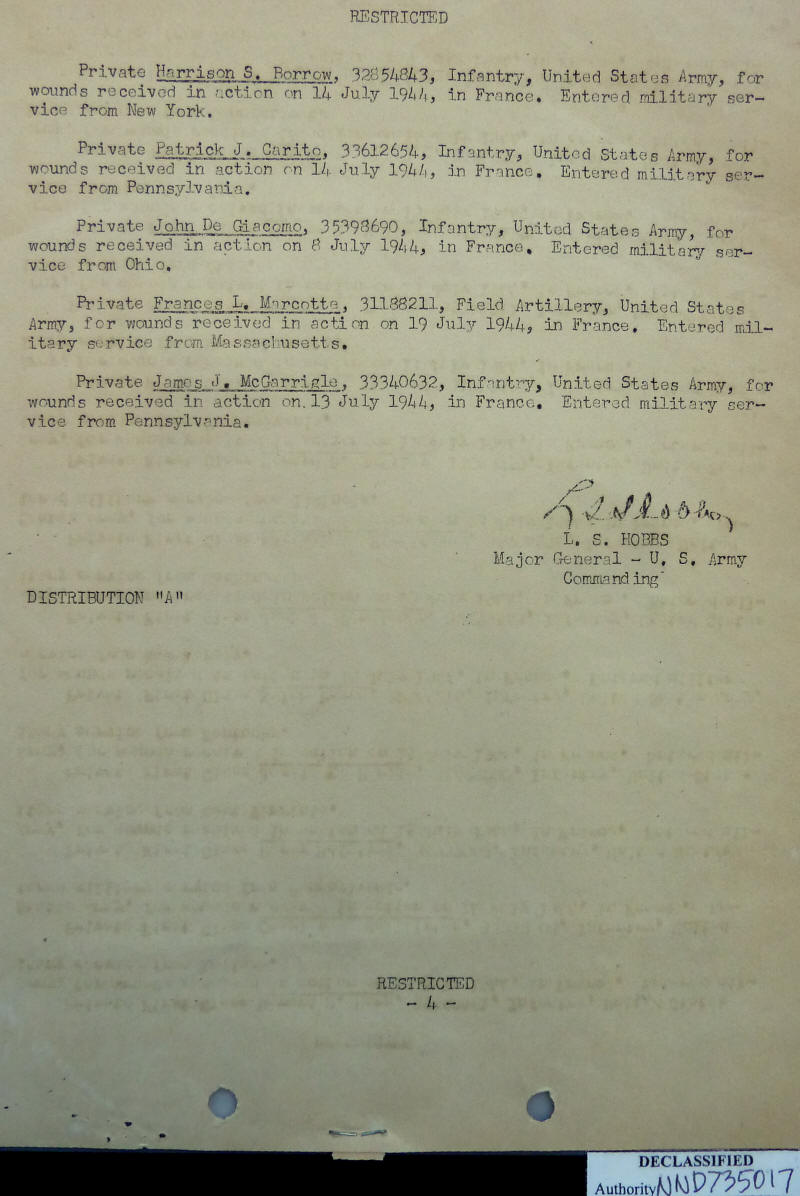 RESTRICTED
Private Harrison S. Borrow, 32854843, Infantry, United States Army, for
wounds received in action on 14 July 1944, in France. Entered military ser-
vice from New York.
Private Patrick J. Carito, 33612654, Infantry, United States Army, for
wounds received in action on 14 July 1944, in France. Entered military ser-
vice from Pennsylvania.
Private John De Giacomo, 35398690, Infantry, United States Army, for
wounds received in action on 8 July 1944, in France. Entered military ser-
vice from Ohio.
Private Frances L. Marcotte, 31188211, Field Artillery, United States
Army, for wounds received in action on 19 July 1944, in France. Entered mil-
itary service from Massachusetts.
Private James J. McGarrigle, 33340632, Infantry, United States Army, for
wounds received in action on 13 July 1944, in France. Entered military ser-
vice from Pennsylvania.
L. S. HOBBS
Major General - U. S. Army
Commanding
DISTRIBUTION "A"
RESTRICTED
- 4 -
DECLASSIFIED
Authority NND735017